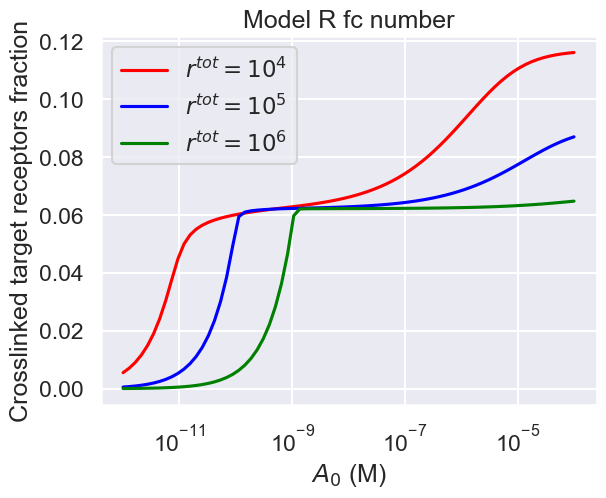 Model R fc number
Crosslinked target receptors fraction
0.12
0.10
0.08
0.06
0.04
0.02
0.00
r^{tot} = 10^4
r^{tot} = 10^5
r^{tot} = 10^6
10^{-11} 10^{-9} 10^{-7} 10^{-5}
A_0 (M)